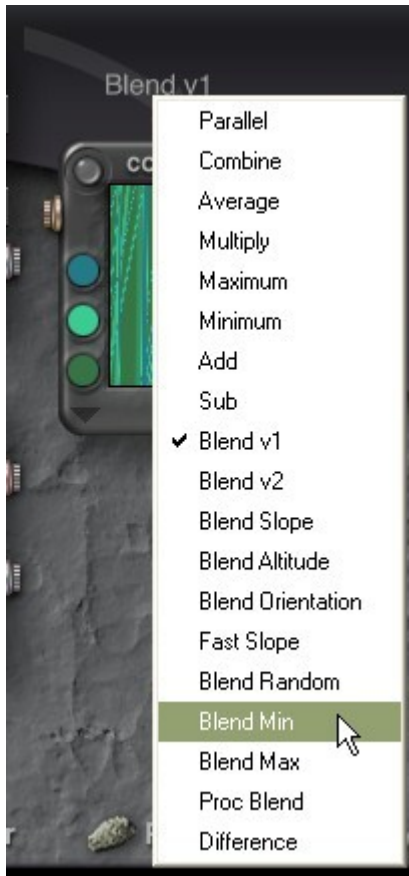 Blend v1
CO
Parallel
Combine
Average
Multiply
Maximum
Minimum
Add
Sub
Blend v1
Blend v2
Blend Slope
Blend Altitude
Blend Orientation
Fast Slope
Blend Random
Blend Min
Blend Max
Proc Blend
Difference